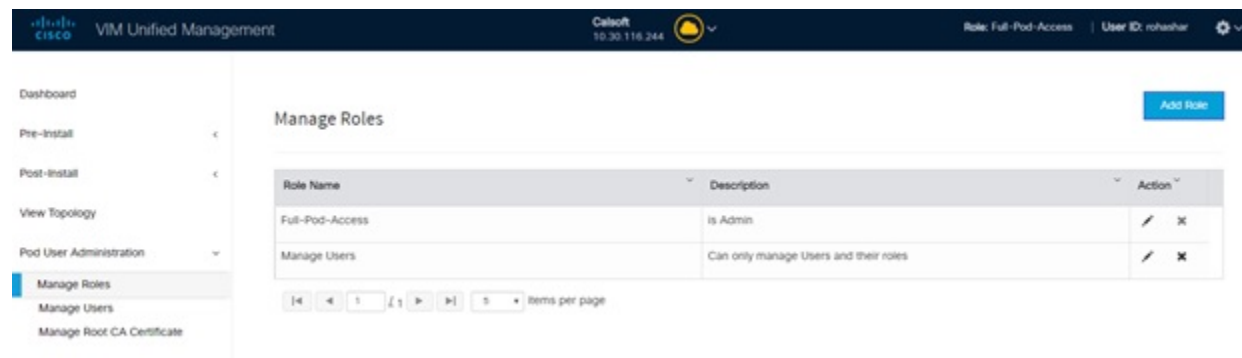 CISCO VIM Unified Management
Calsoft
10.30.116.244
Role: Full-Pod-Access | User ID: rohashar
Dashboard
Pre-Install
Post-Install
View Topology
Pod User Administration
Manage Roles
Manage Users
Manage Root CA Certificate
Manage Roles
Add Role
Role Name Description Action
Full-Pod-Access is Admin
Manage Users Can only manage Users and their roles
1 / 1 5 items per page